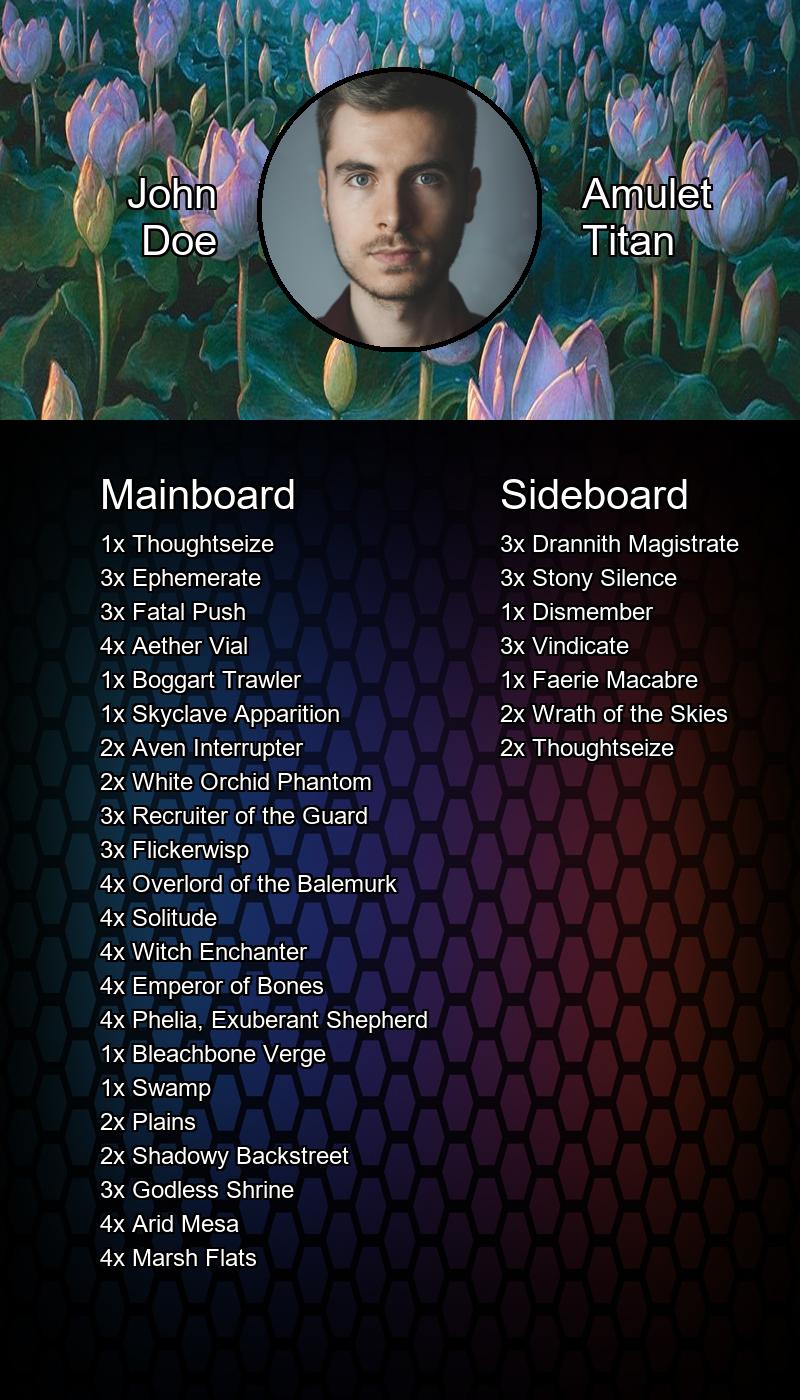 John
Doe
Amulet
Titan
Mainboard
1x Thoughtseize
3x Ephemerate
3x Fatal Push
4x Aether Vial
1x Boggart Trawler
1x Skyclave Apparition
2x Aven Interrupter
2x White Orchid Phantom
3x Recruiter of the Guard
3x Flickerwisp
4x Overlord of the Balemurk
4x Solitude
4x Witch Enchanter
4x Emperor of Bones
4x Phelia, Exuberant Shepherd
1x Bleachbone Verge
1x Swamp
2x Plains
2x Shadowy Backstreet
3x Godless Shrine
4x Arid Mesa
4x Marsh Flats
Sideboard
3x Drannith Magistrate
3x Stony Silence
1x Dismember
3x Vindicate
1x Faerie Macabre
2x Wrath of the Skies
2x Thoughtseize